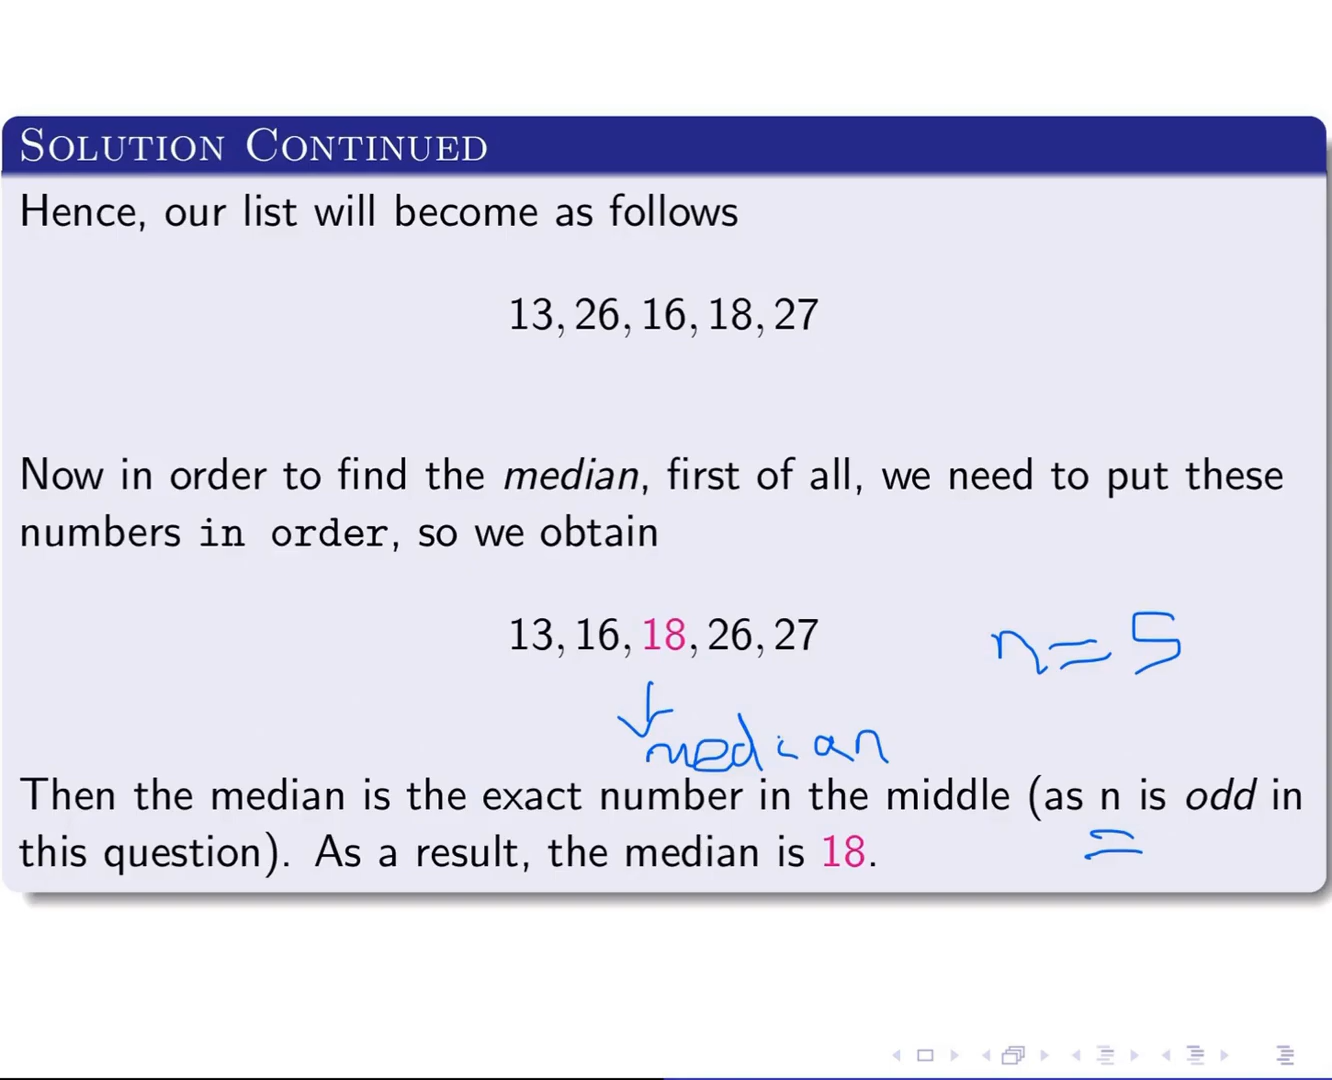 Solution Continued
Hence, our list will become as follows
13, 26, 16, 18, 27
Now in order to find the median, first of all, we need to put these
numbers in order, so we obtain
13, 16, 18, 26, 27
n=5
median
Then the median is the exact number in the middle (as n is odd in
this question). As a result, the median is 18.